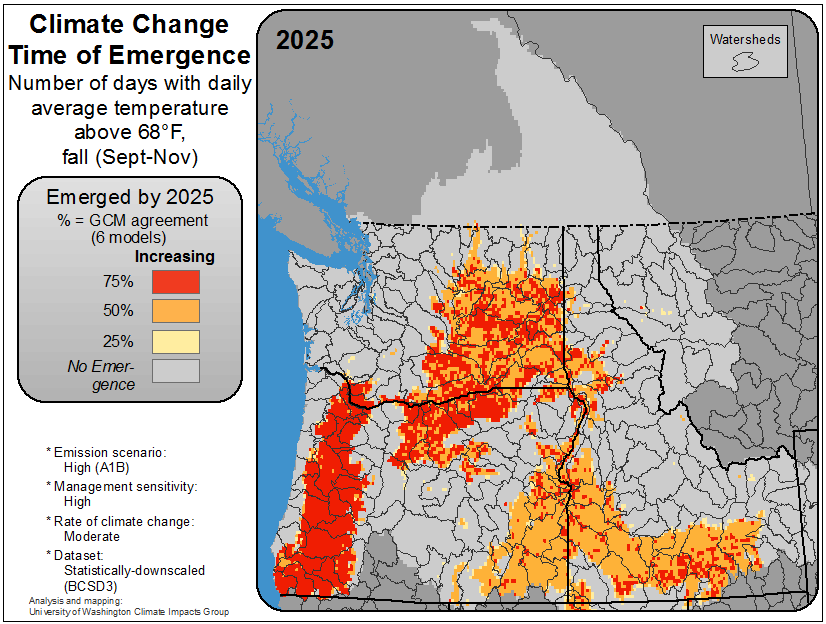 Climate Change
Time of Emergence
Number of days with daily
average temperature
above 68°F,
fall (Sept-Nov)
Emerged by 2025
% = GCM agreement
(6 models)
Increasing
75%
50%
25%
No Emer-
gence
* Emission scenario:
High (A1B)
* Management sensitivity:
High
* Rate of climate change:
Moderate
* Dataset:
Statistically-downscaled
(BCSD3)
Analysis and mapping:
University of Washington Climate Impacts Group
2025
Watersheds